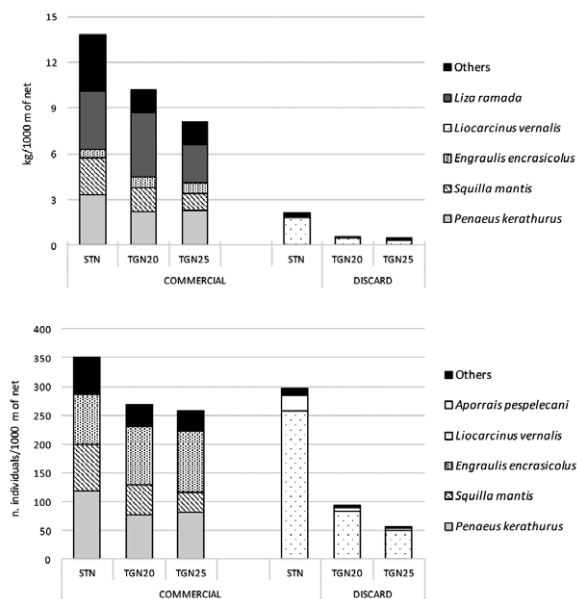 15
12
9
6
3
0
kg/1000 m of net
STN TGN20 TGN25 STN TGN20 TGN25
COMMERCIAL DISCARD
Others
Liza ramada
Liocarcinus vernalis
Engraulis encrasicolus
Squilla mantis
Penaeus kerathurus
400
350
300
250
200
150
100
50
0
n. individuals/1000 m of net
STN TGN20 TGN25 STN TGN20 TGN25
COMMERCIAL DISCARD
Others
Aporrais pespelecani
Liocarcinus vernalis
Engraulis encrasicolus
Squilla mantis
Penaeus kerathurus